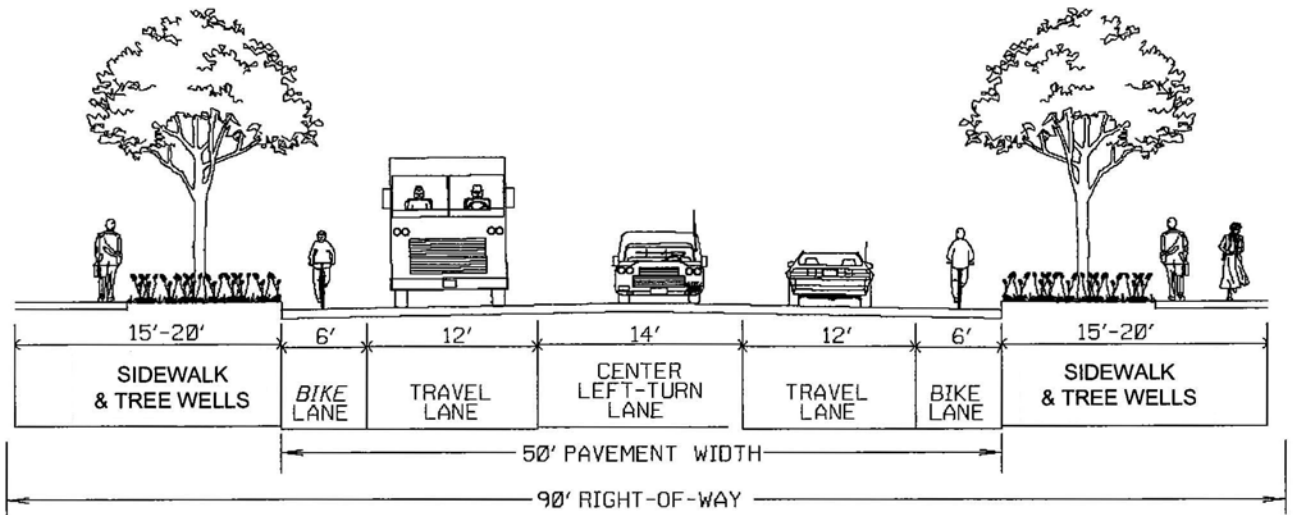 15'-20' 6' 12' 14' 12' 6' 15'-20'
SIDEWALK
& TREE WELLS
BIKE
LANE
TRAVEL
LANE
CENTER
LEFT-TURN
LANE
TRAVEL
LANE
BIKE
LANE
SIDEWALK
& TREE WELLS
50' PAVEMENT WIDTH
90' RIGHT-OF-WAY